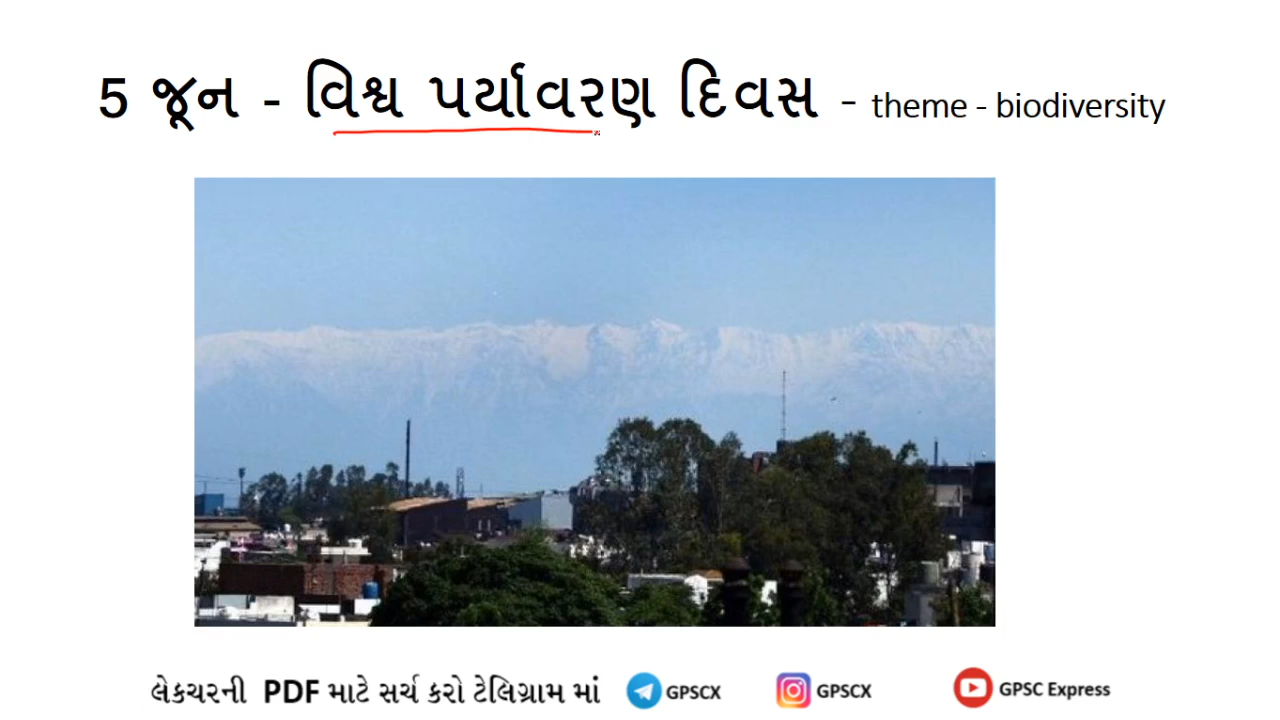 5 જૂન - વિશ્વ પર્યાવરણ દિવસ - theme - biodiversity
લેકચરની PDF માટે સર્ચ કરો ટેલિગ્રામ માં GPSCX GPSCX GPSC Express